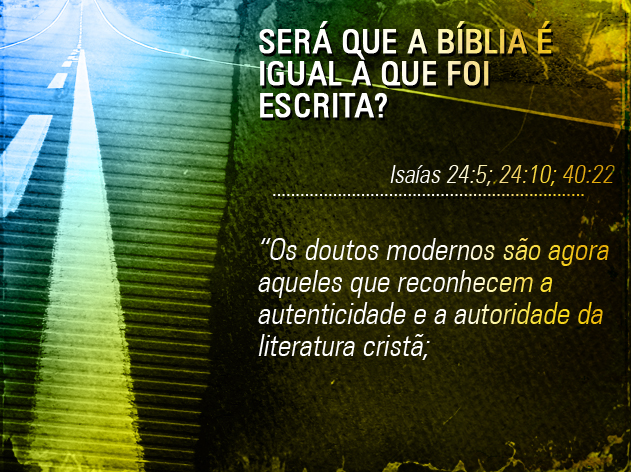 SERÁ QUE A BÍBLIA É
IGUAL À QUE FOI
ESCRITA?
Isaías 24:5; 24:10; 40:22
“Os doutos modernos são agora
aqueles que reconhecem a
autenticidade e a autoridade da
literatura cristã;